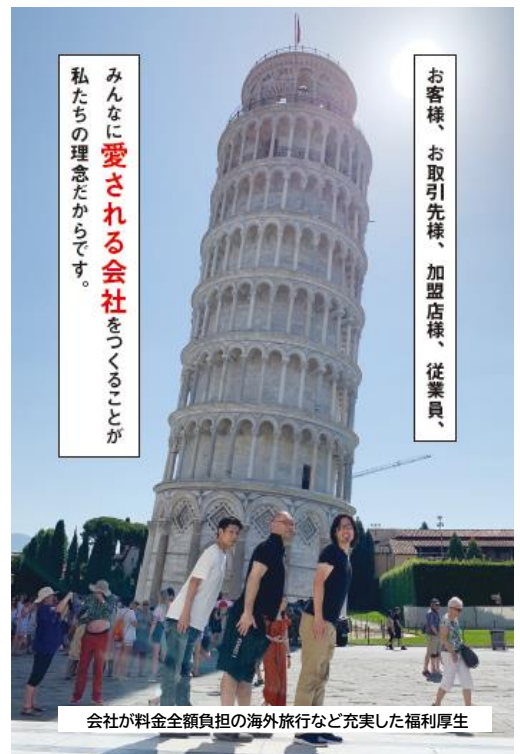 お客様、お取引先様、加盟店様、従業員、
みんなに愛される会社をつくることが
私たちの理念だからです。
会社が料金全額負担の海外旅行など充実した福利厚生